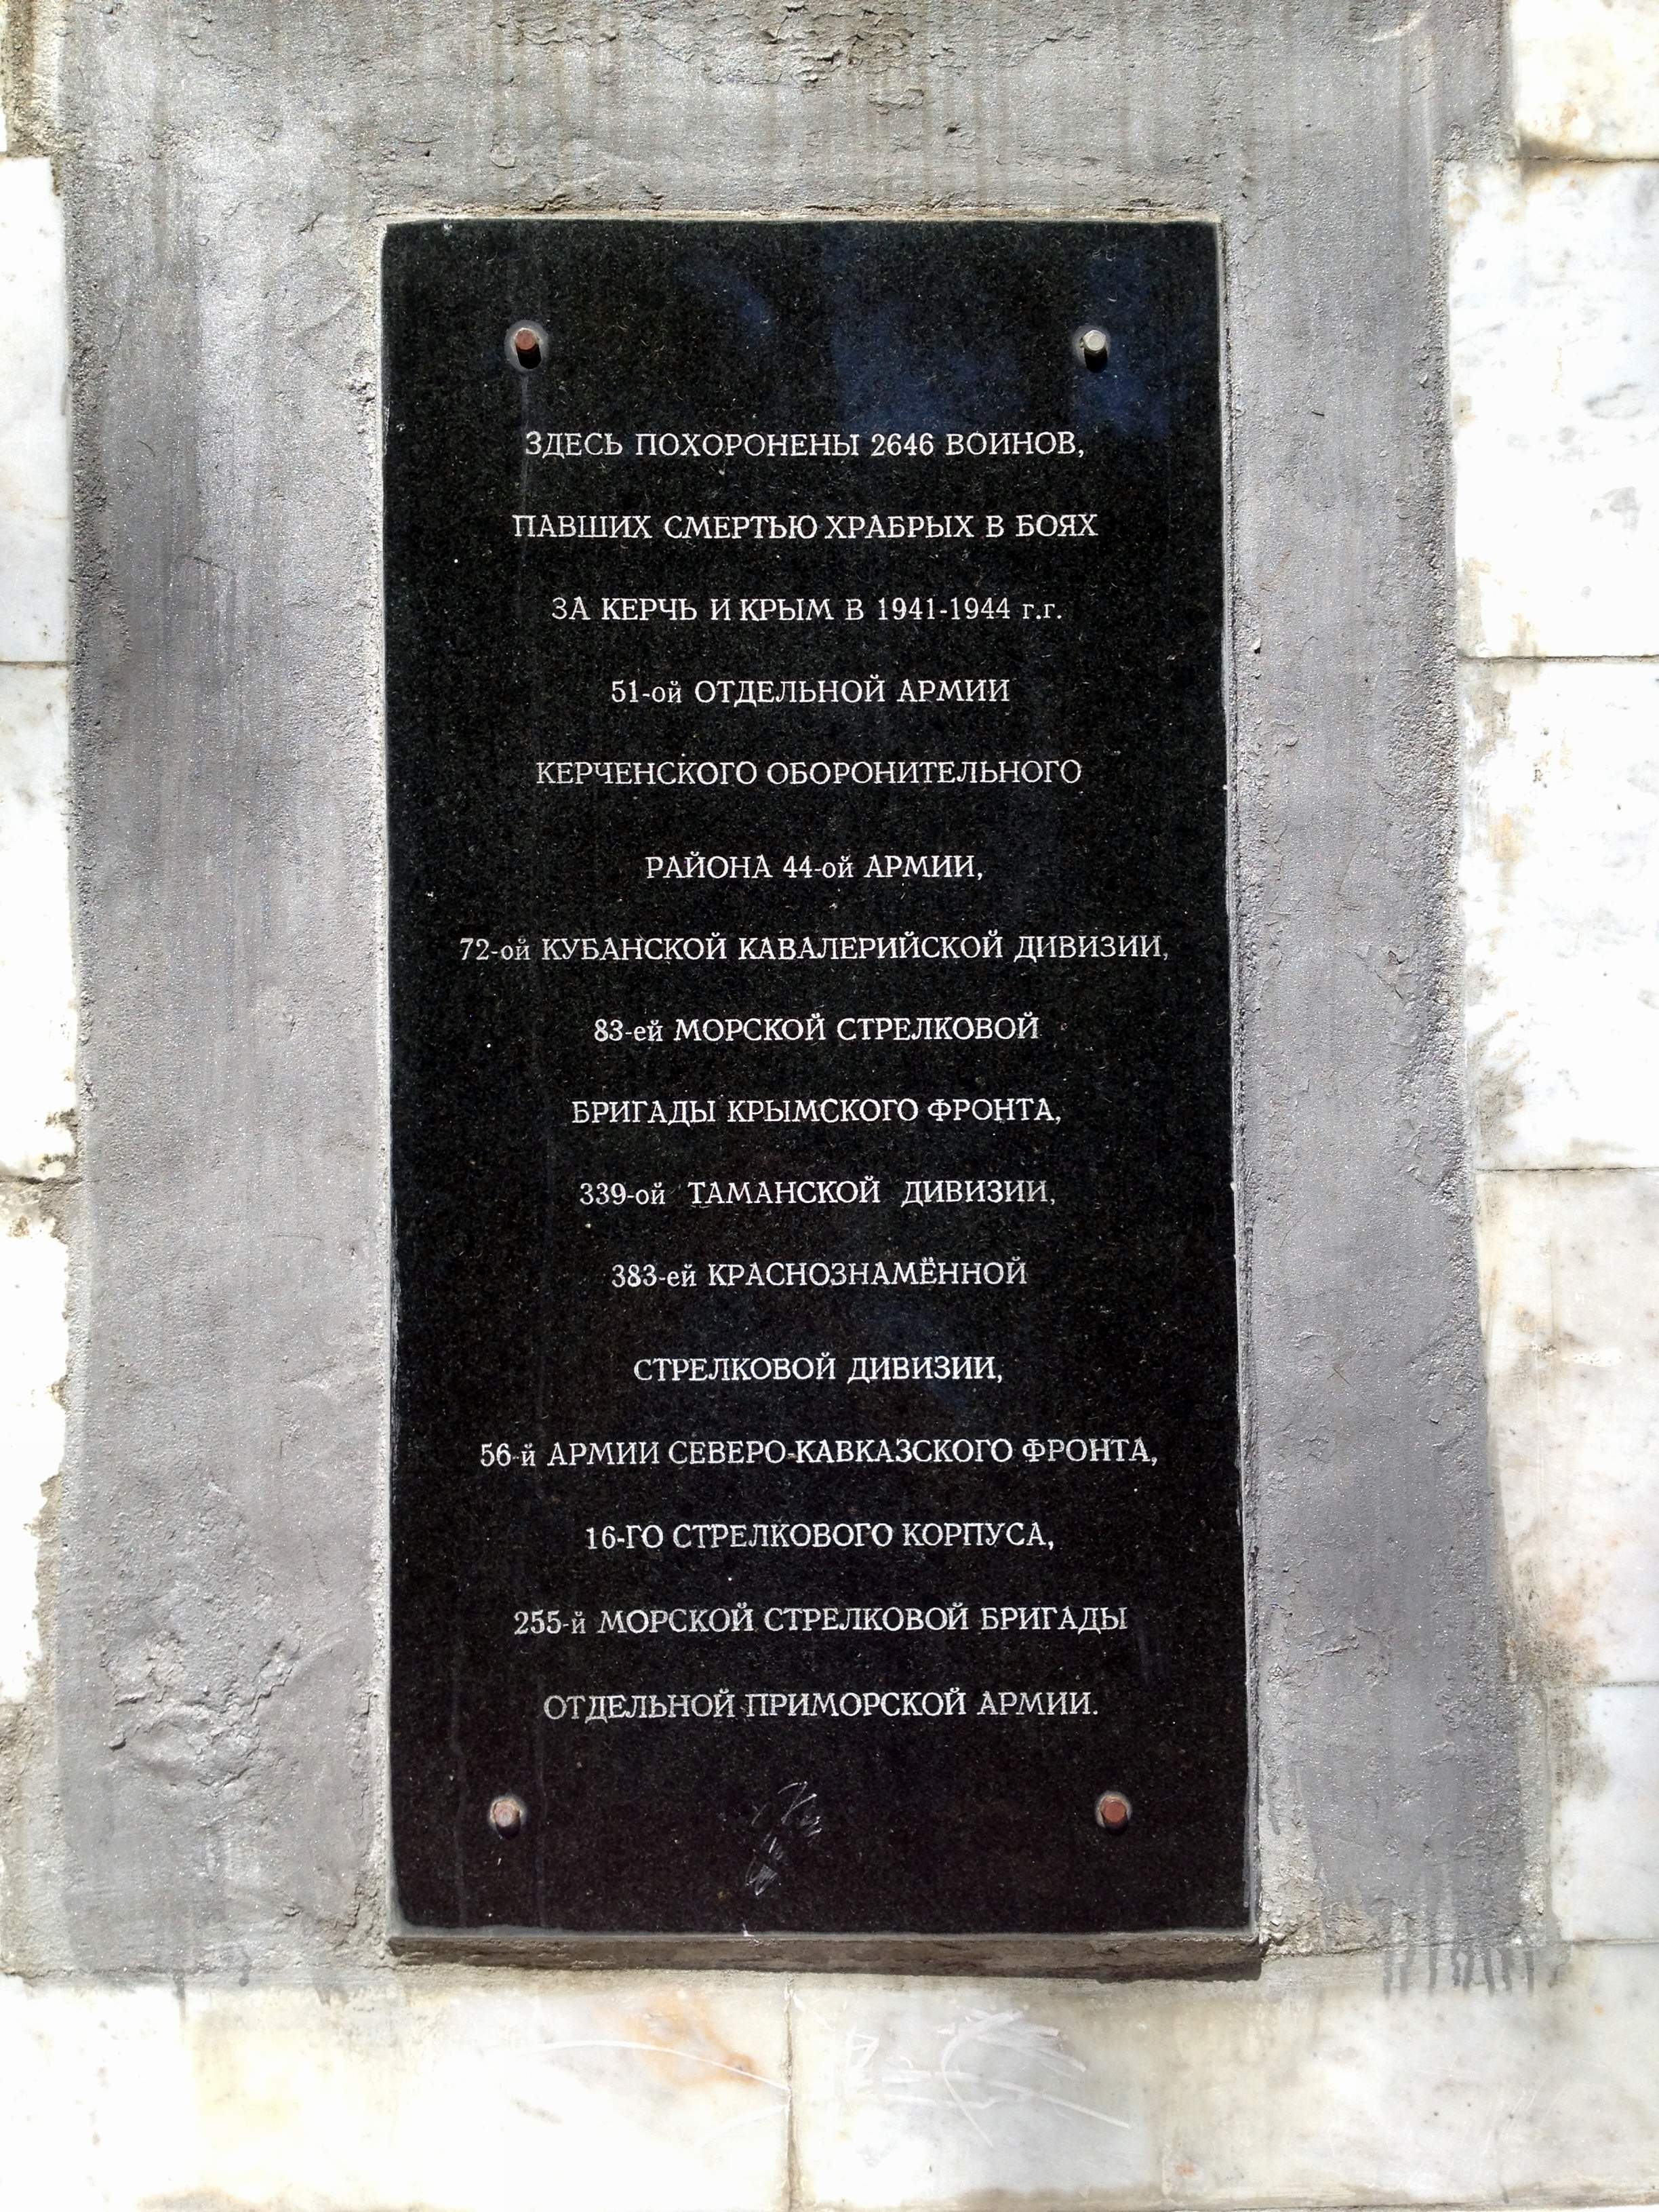 ЗДЕСЬ ПОХОРОНЕНЫ 2646 ВОИНОВ,
ПАВШИХ СМЕРТЬЮ ХРАБРЫХ В БОЯХ
ЗА КЕРЧЬ И КРЫМ В 1941-1944 г.г.
51-ой ОТДЕЛЬНОЙ АРМИИ
КЕРЧЕНСКОГО ОБОРОНИТЕЛЬНОГО
РАЙОНА 44-ой АРМИИ,
72-ой КУБАНСКОЙ КАВАЛЕРИЙСКОЙ ДИВИЗИИ,
83-ей МОРСКОЙ СТРЕЛКОВОЙ
БРИГАДЫ КРЫМСКОГО ФРОНТА,
339-ой ТАМАНСКОЙ ДИВИЗИИ,
383-ей КРАСНОЗНАМЁННОЙ
СТРЕЛКОВОЙ ДИВИЗИИ,
56-й АРМИИ СЕВЕРО-КАВКАЗСКОГО ФРОНТА,
16-ГО СТРЕЛКОВОГО КОРПУСА,
255-й МОРСКОЙ СТРЕЛКОВОЙ БРИГАДЫ
ОТДЕЛЬНОЙ ПРИМОРСКОЙ АРМИИ.